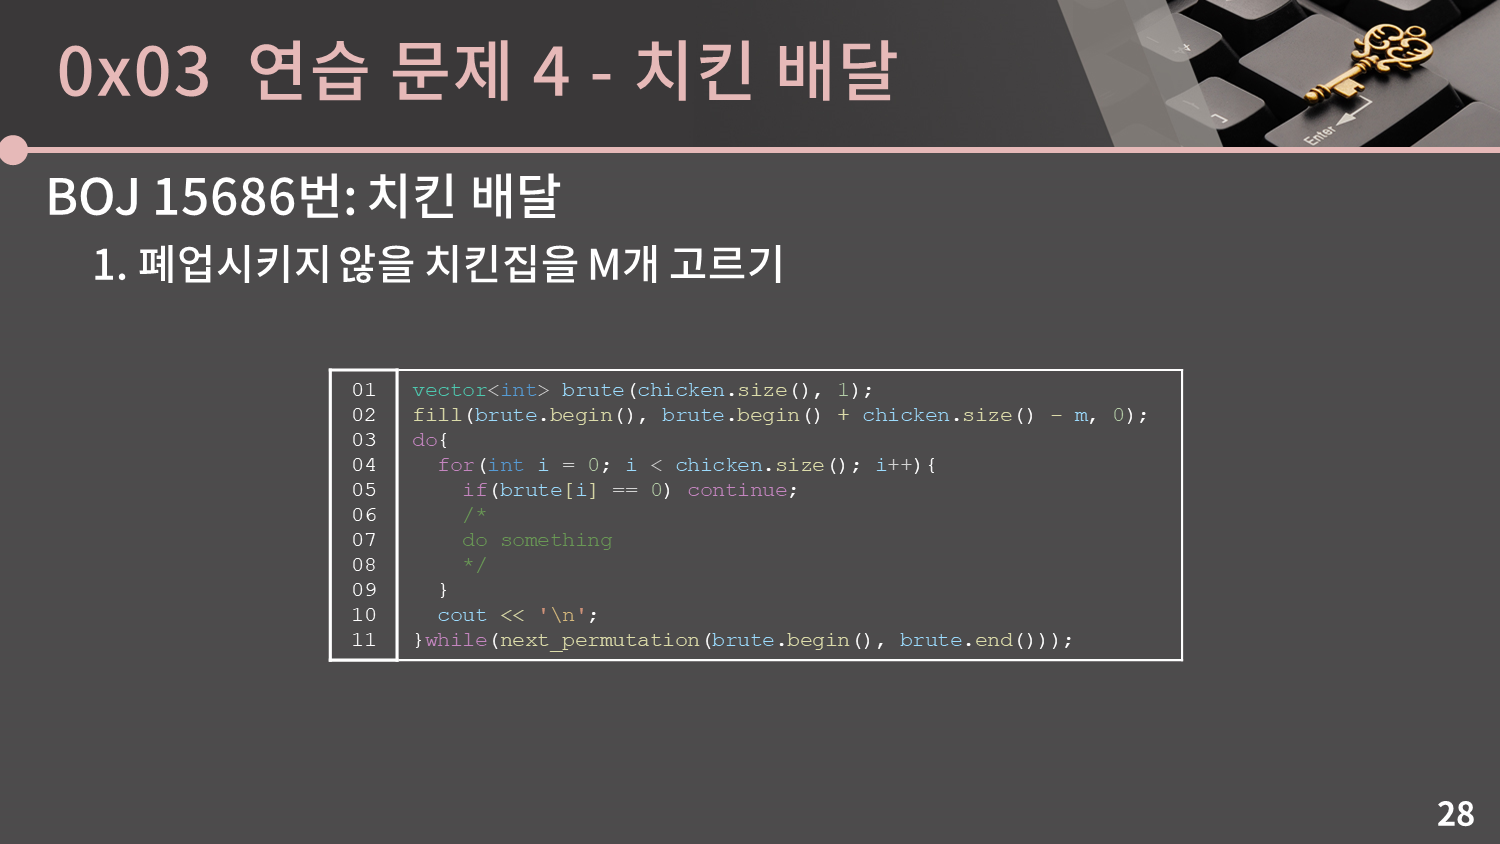 0x03 연습 문제 4 - 치킨 배달
Enter
BOJ 15686번: 치킨 배달
1. 폐업시키지 않을 치킨집을 M개 고르기
01 vector<int> brute(chicken.size(), 1);
02 fill(brute.begin(), brute.begin() + chicken.size() - m, 0);
03 do{
04   for(int i = 0; i < chicken.size(); i++){
05     if(brute[i] == 0) continue;
06     /*
07     do something
08     */
09   }
10   cout << '\n';
11 }while(next_permutation(brute.begin(), brute.end()));
28